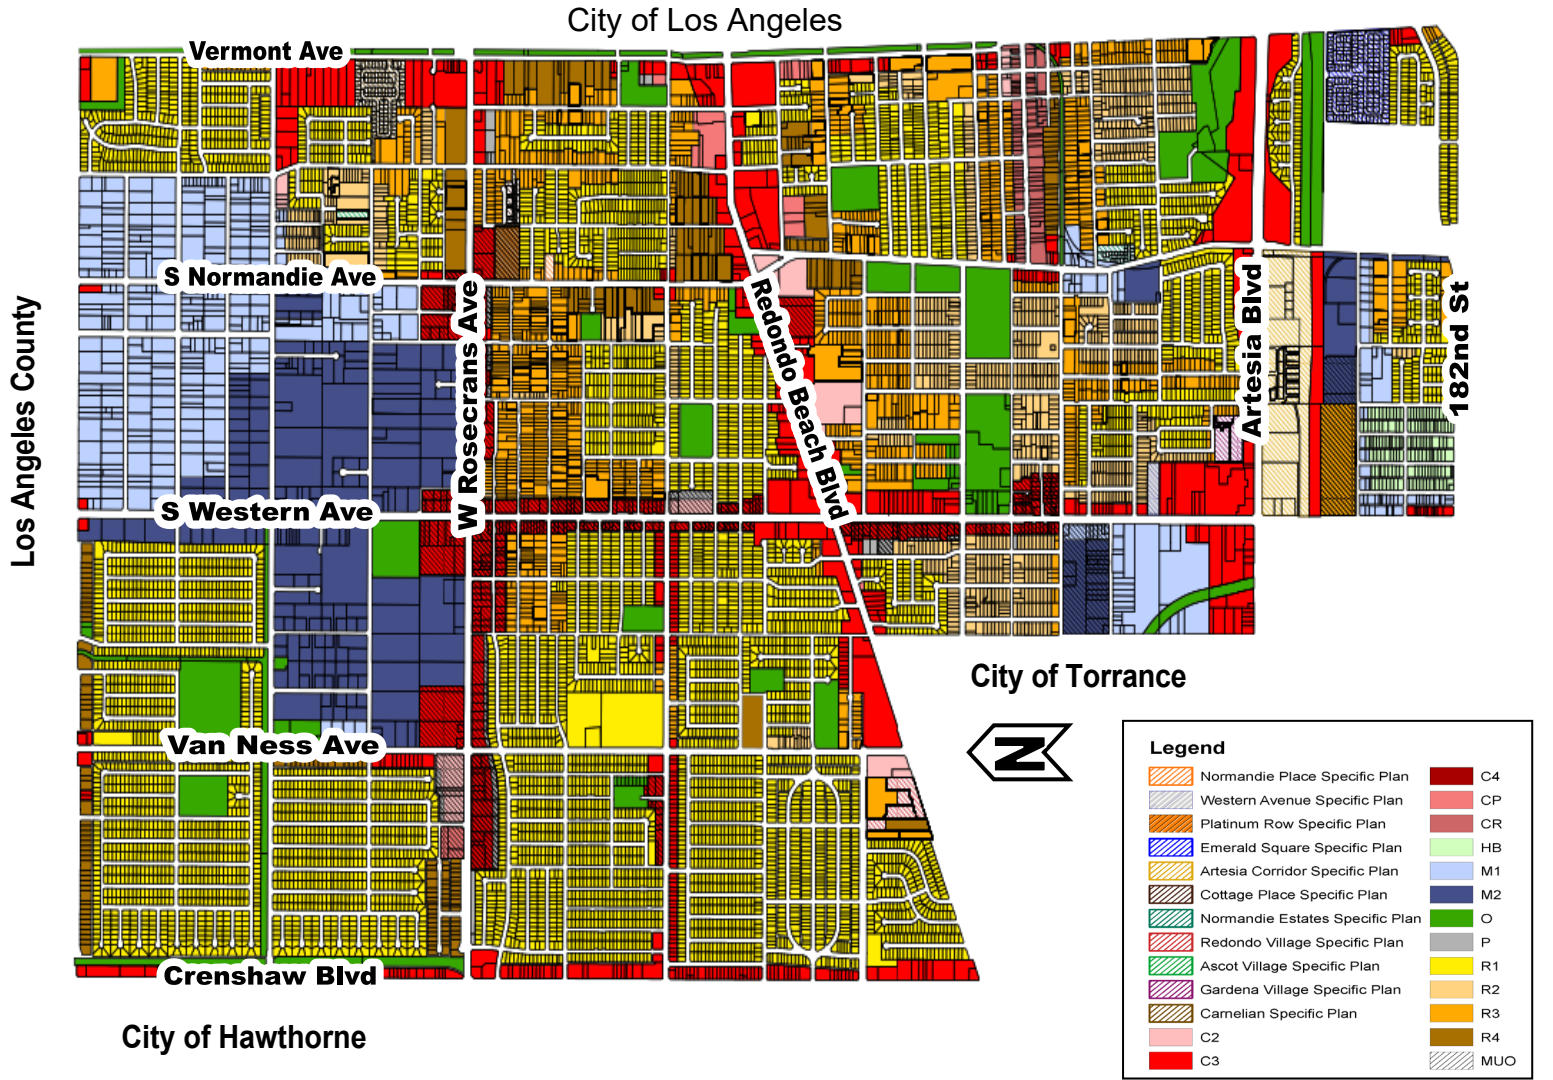 City of Los Angeles
Vermont Ave
S Normandie Ave
Los Angeles County
W Rosecrans Ave
Redondo Beach Blvd
Artesia Blvd
182nd St
S Western Ave
City of Torrance
N
Van Ness Ave
Crenshaw Blvd
City of Hawthorne
Legend
Normandie Place Specific Plan
Western Avenue Specific Plan
Platinum Row Specific Plan
Emerald Square Specific Plan
Artesia Corridor Specific Plan
Cottage Place Specific Plan
Normandie Estates Specific Plan
Redondo Village Specific Plan
Ascot Village Specific Plan
Gardena Village Specific Plan
Carnelian Specific Plan
C2
C3
C4
CP
CR
HB
M1
M2
O
P
R1
R2
R3
R4
MUO